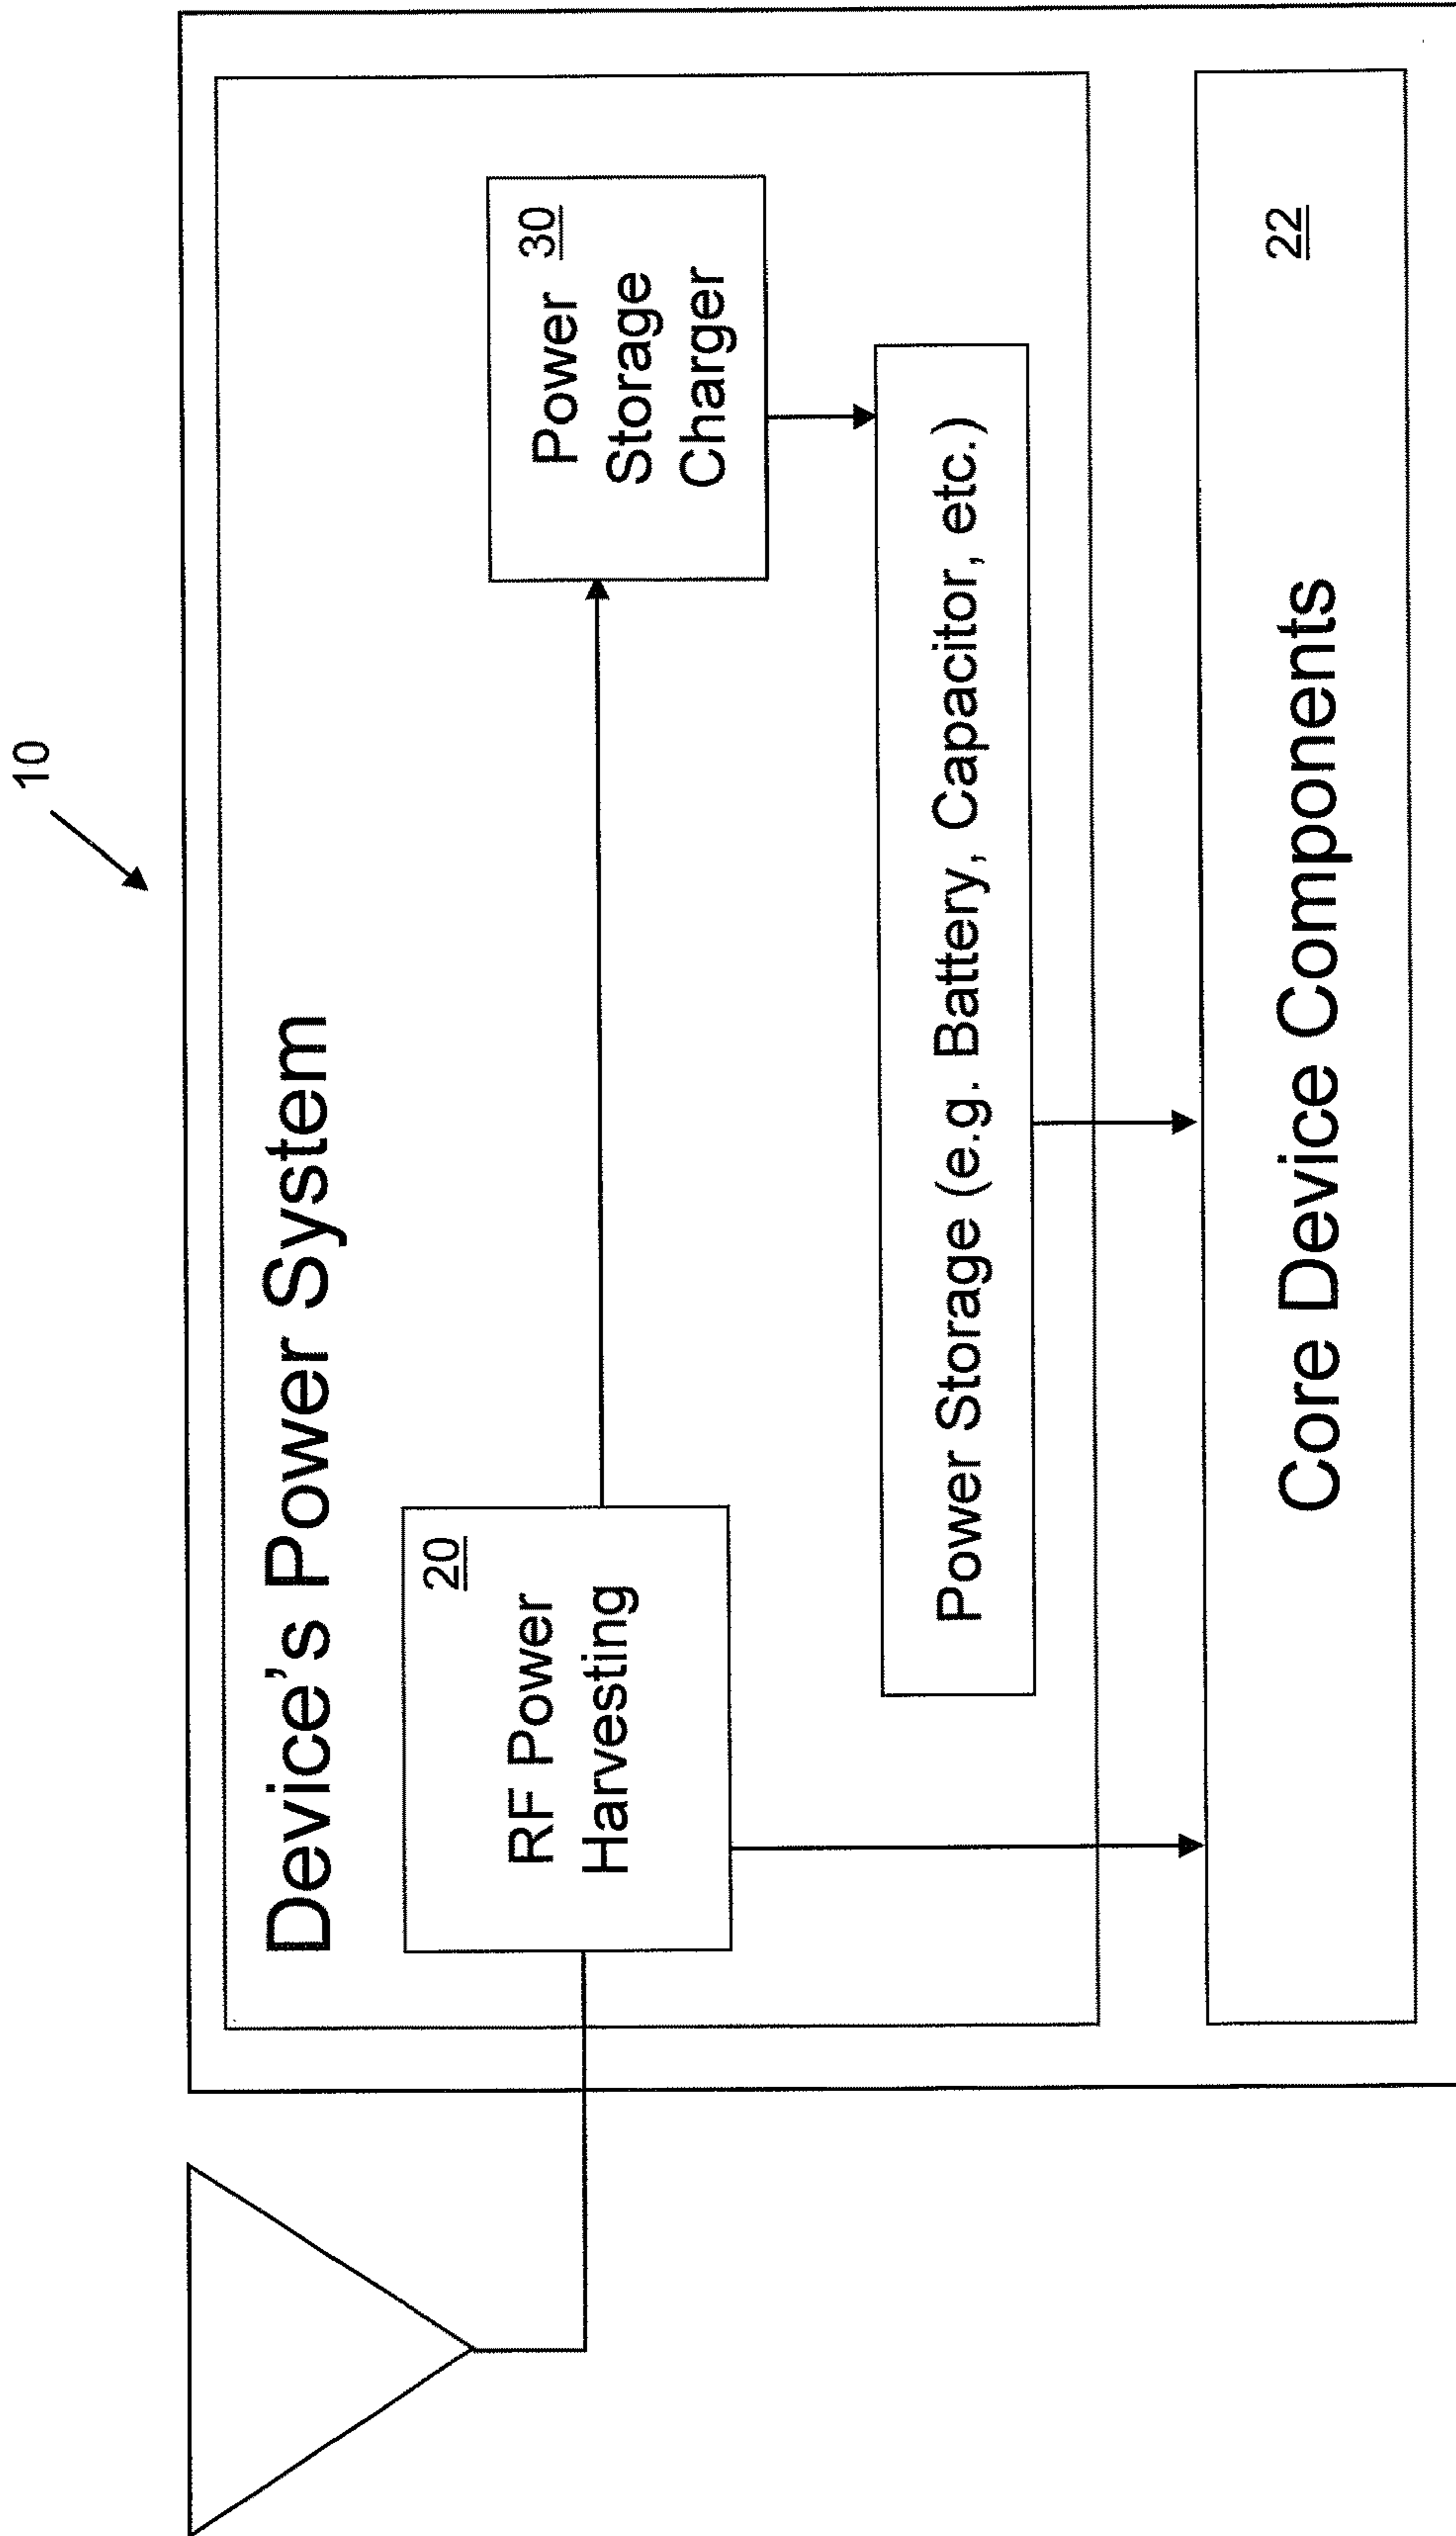 10
Device's Power System
RF Power
Harvesting
20
Power
Storage
Charger
30
Power Storage (e.g. Battery, Capacitor, etc.)
Core Device Components
22